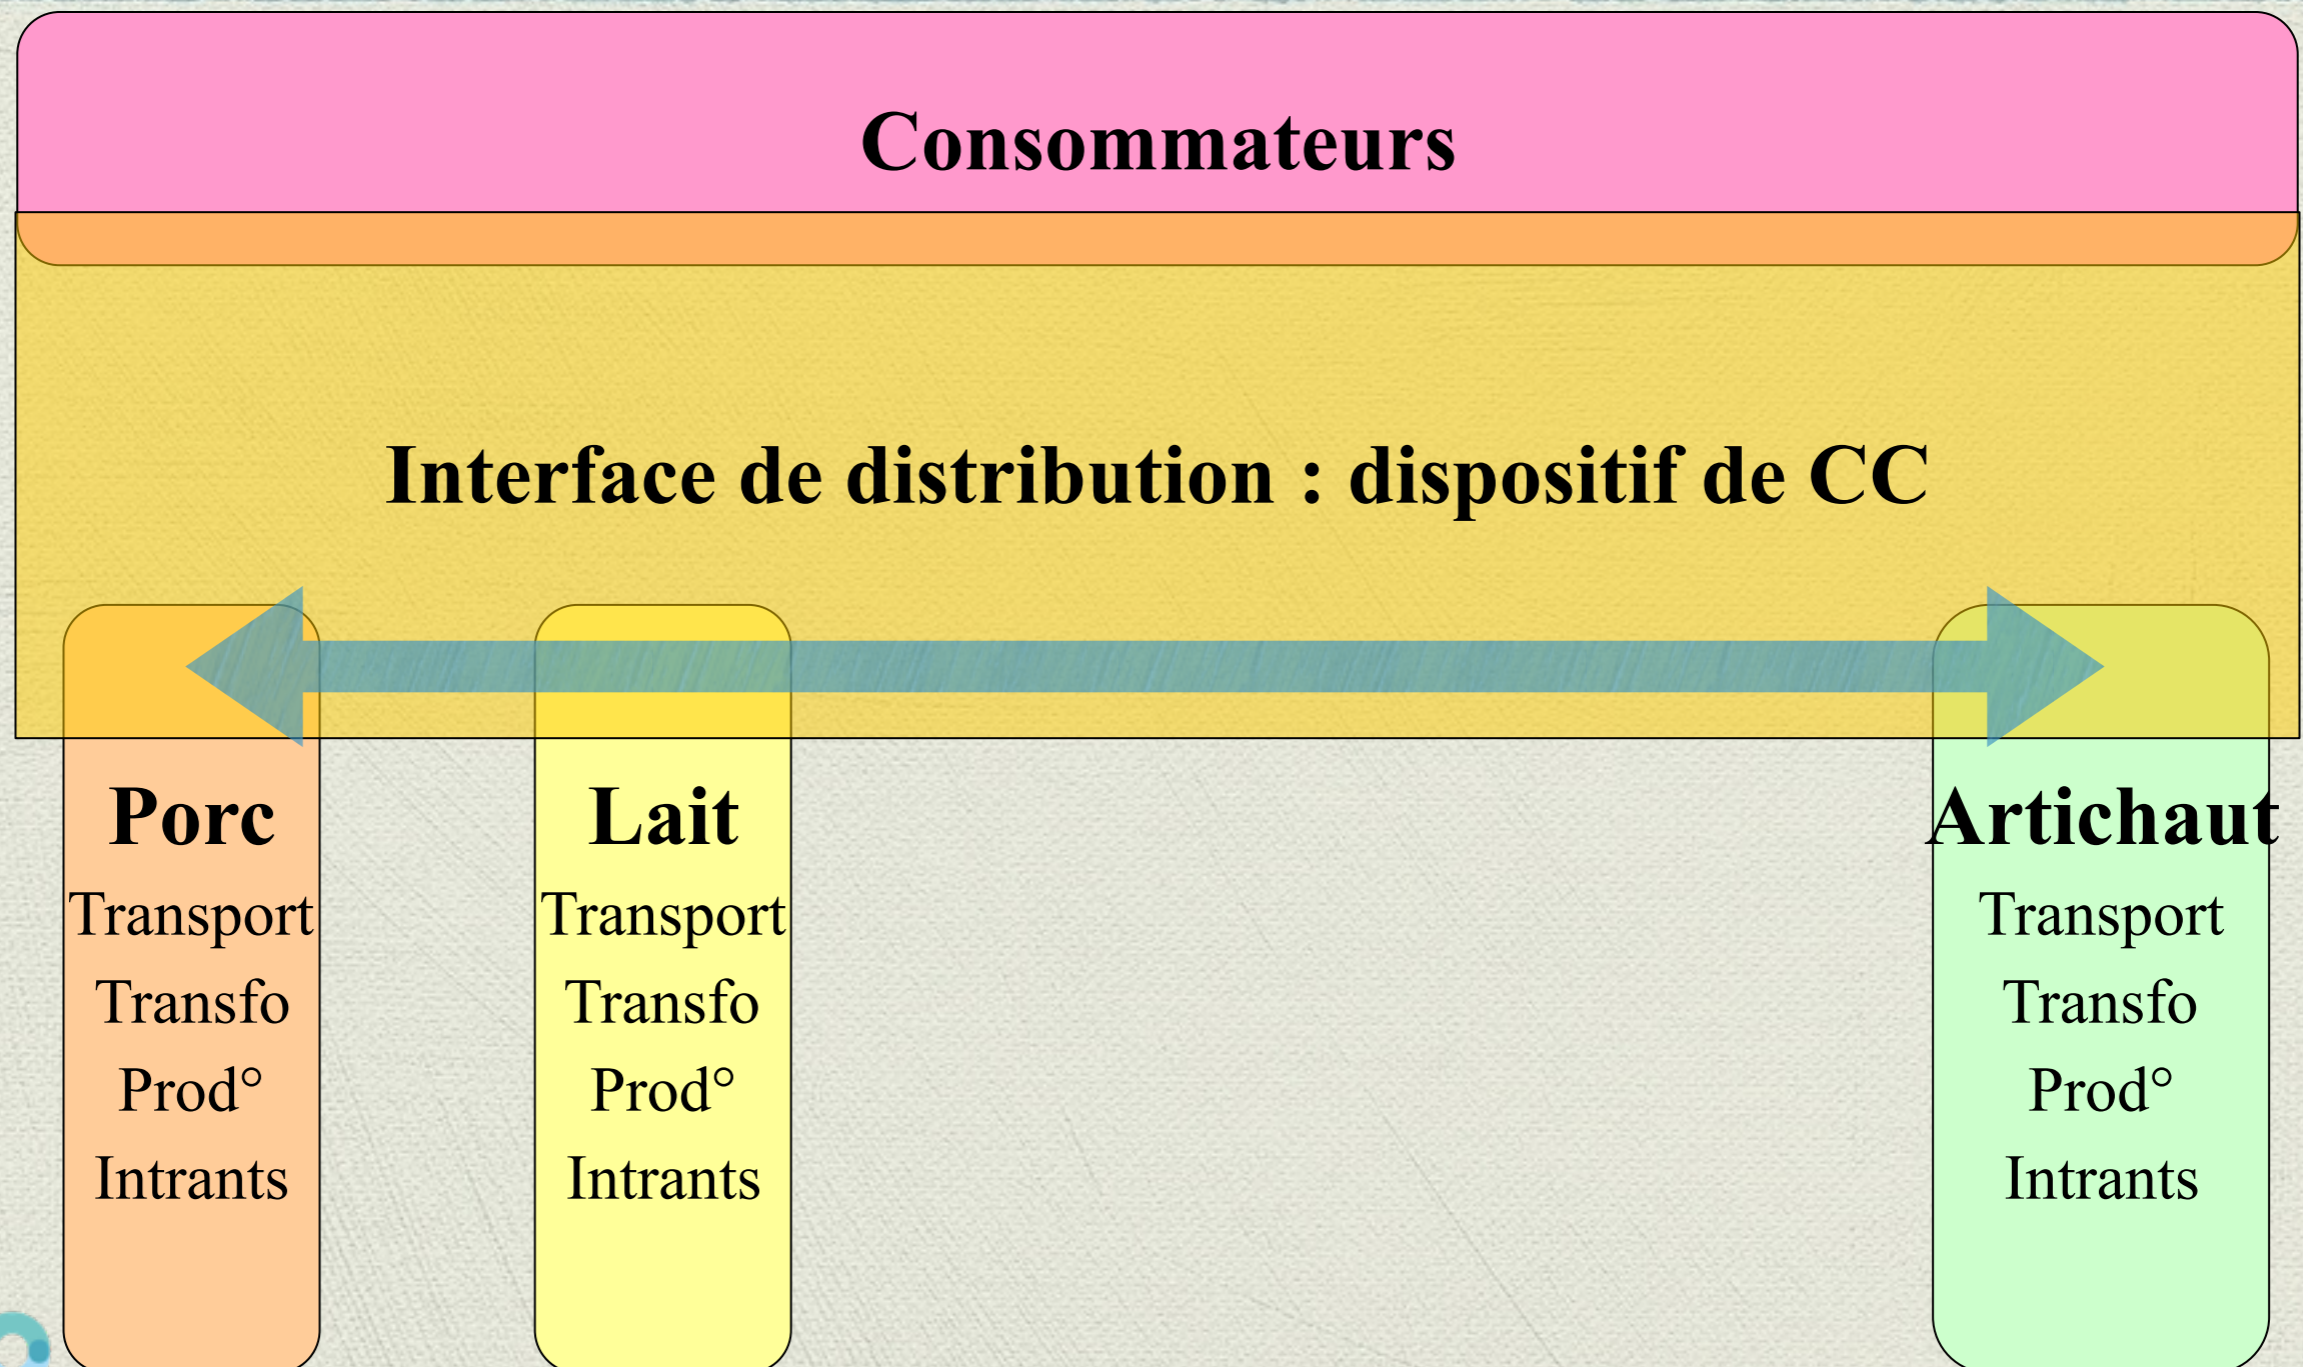 Consommateurs
Interface de distribution : dispositif de CC
Porc
Transport
Transfo
Prod°
Intrants
Lait
Transport
Transfo
Prod°
Intrants
Artichaut
Transport
Transfo
Prod°
Intrants